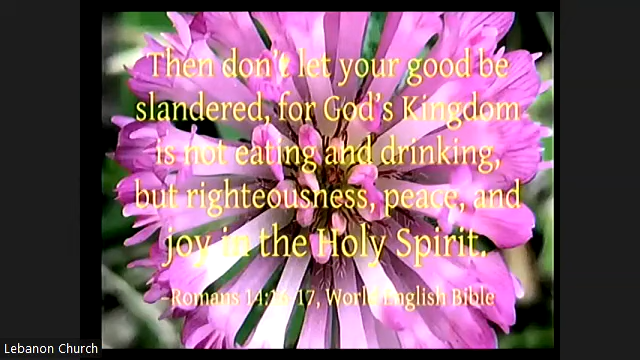 Then don't let your good be
slandered, for God's Kingdom
is not eating and drinking,
but righteousness, peace, and
joy in the Holy Spirit.
-Romans 14:16-17, World English Bible
Lebanon Church